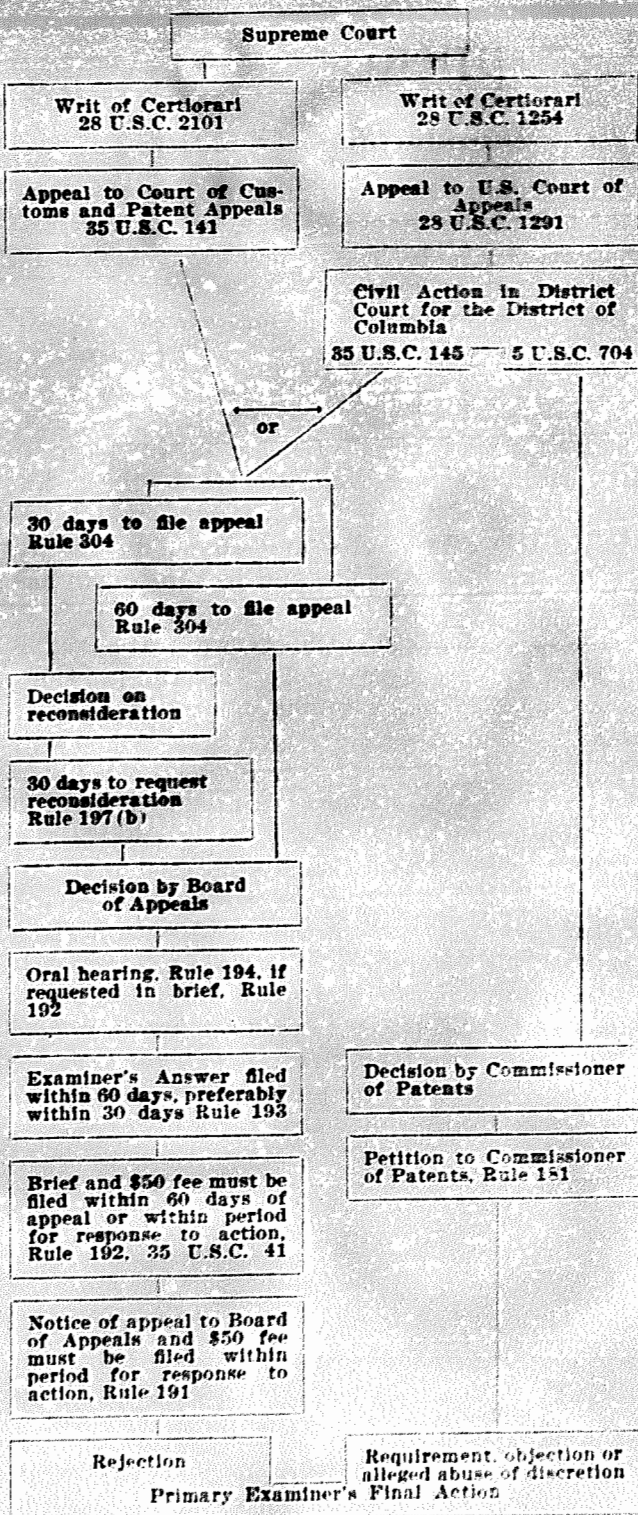 Supreme Court
Writ of Certiorari
28 U.S.C. 2101
Writ of Certiorari
28 U.S.C. 1254
Appeal to Court of Cus-
toms and Patent Appeals
35 U.S.C. 141
Appeal to U.S. Court of
Appeals
28 U.S.C. 1291
Civil Action in District
Court for the District of
Columbia
35 U.S.C. 145 5 U.S.C. 704
or
30 days to file appeal
Rule 304
60 days to file appeal
Rule 304
Decision on
reconsideration
30 days to request
reconsideration
Rule 197(b)
Decision by Board
of Appeals
Oral hearing, Rule 194, if
requested in brief, Rule
192
Examiner's Answer filed
within 60 days, preferably
within 30 days Rule 193
Decision by Commissioner
of Patents
Brief and $50 fee must be
filed within 60 days of
appeal or within period
for response to action,
Rule 192, 35 U.S.C. 41
Petition to Commissioner
of Patents, Rule 181
Notice of appeal to Board
of Appeals and $50 fee
must be filed within
period for response to
action, Rule 191
Rejection
Requirement, objection or
alleged abuse of discretion
Primary Examiner's Final Action